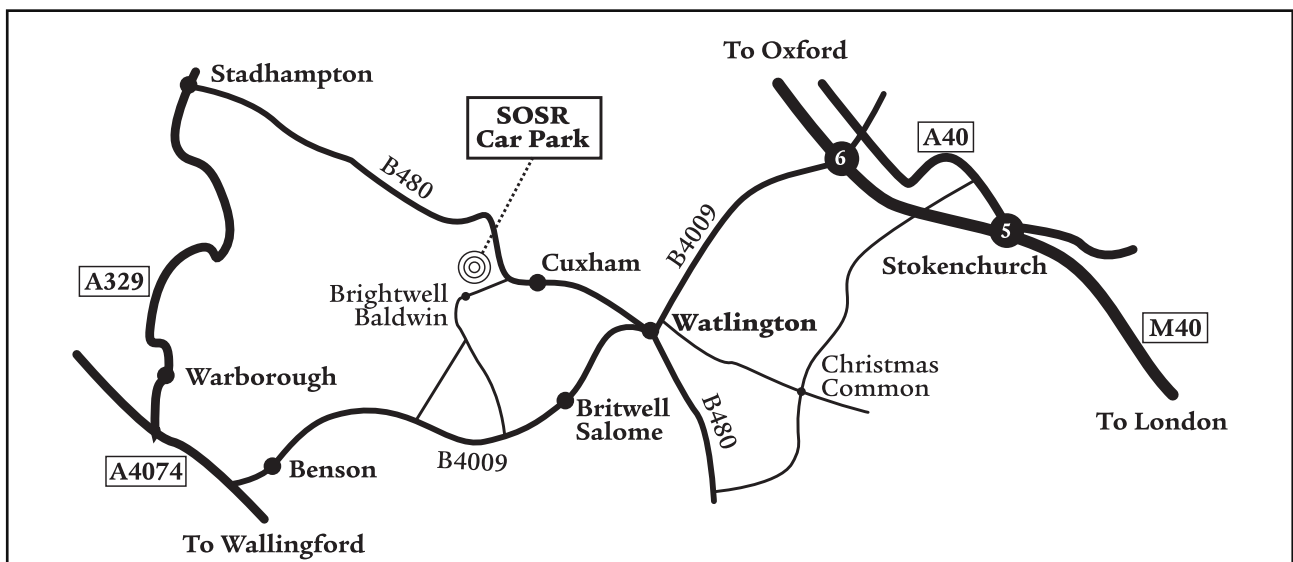 To Oxford
Stadhampton
SOSR
Car Park
A40
6
B480
B4009
5
Cuxham
Stokenchurch
A329
Brightwell
Baldwin
Watlington
M40
Warborough
Christmas
Common
Britwell
Salome
B480
To London
A4074
Benson
B4009
To Wallingford